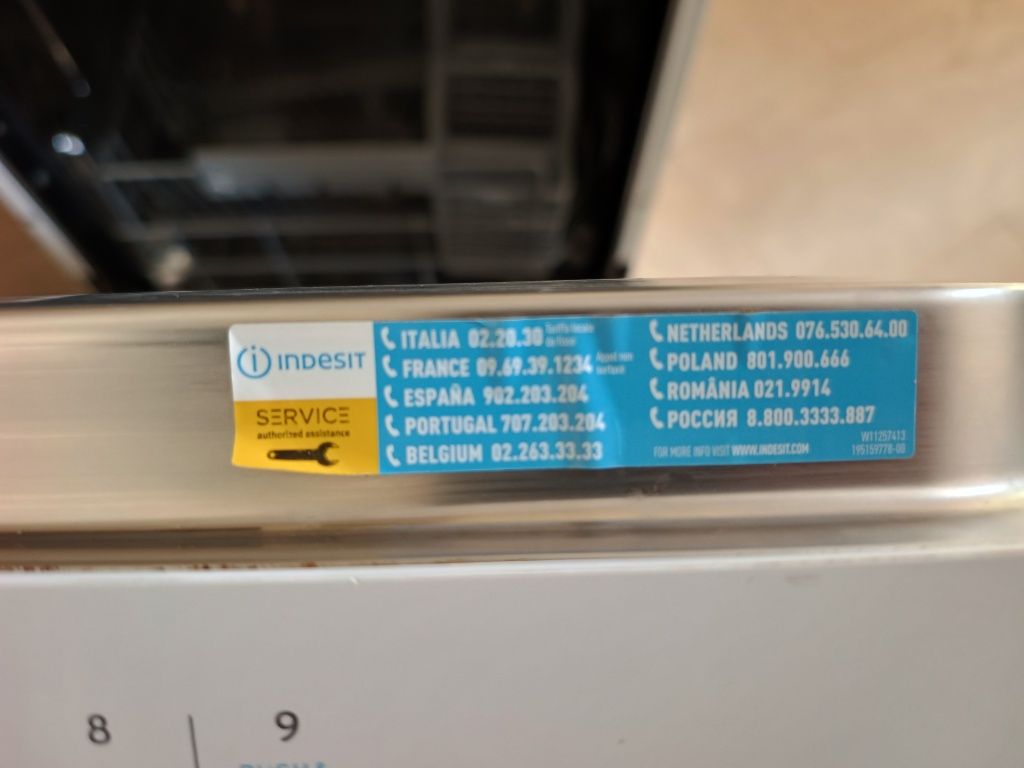 INDESIT
SERVICE
authorized assistance
ITALIA 02.20.30
FRANCE 09.69.39.1234
ESPAÑA 902.203.204
PORTUGAL 707.203.204
BELGIUM 02.263.33.33
NETHERLANDS 076.530.64.00
POLAND 801.900.666
ROMÂNIA 021.9914
РОССИЯ 8.800.3333.887
FOR MORE INFO VISIT WWW.INDESIT.COM
W11257413
195159778-00
8 | 9